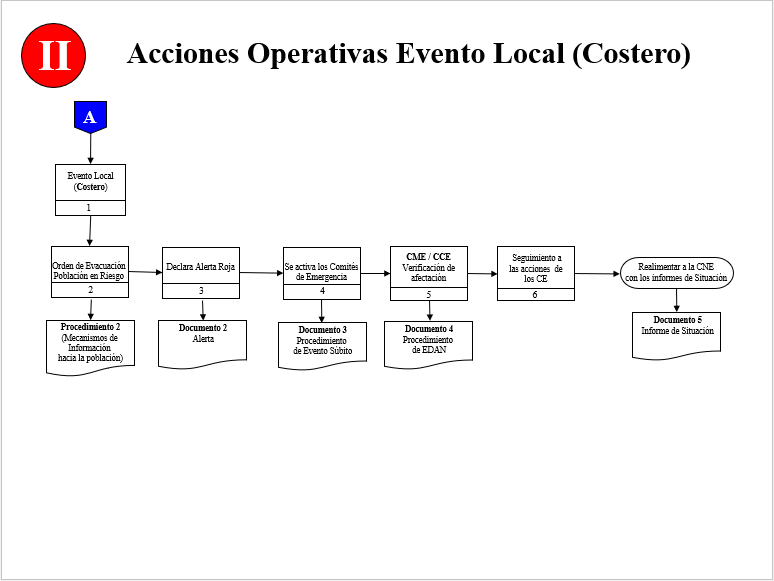 II
Acciones Operativas Evento Local (Costero)
A
Evento Local
(Costero)
1
Orden de Evacuación
Población en Riesgo
2
Declara Alerta Roja
3
Se activa los Comités
de Emergencia
4
CME / CCE
Verificación de
afectación
5
Seguimiento a
las acciones de
los CE
6
Realimentar a la CNE
con los informes de Situación
Procedimiento 2
(Mecanismos de
Información
hacia la población)
Documento 2
Alerta
Documento 3
Procedimiento
de Evento Súbito
Documento 4
Procedimiento
de EDAN
Documento 5
Informe de Situación